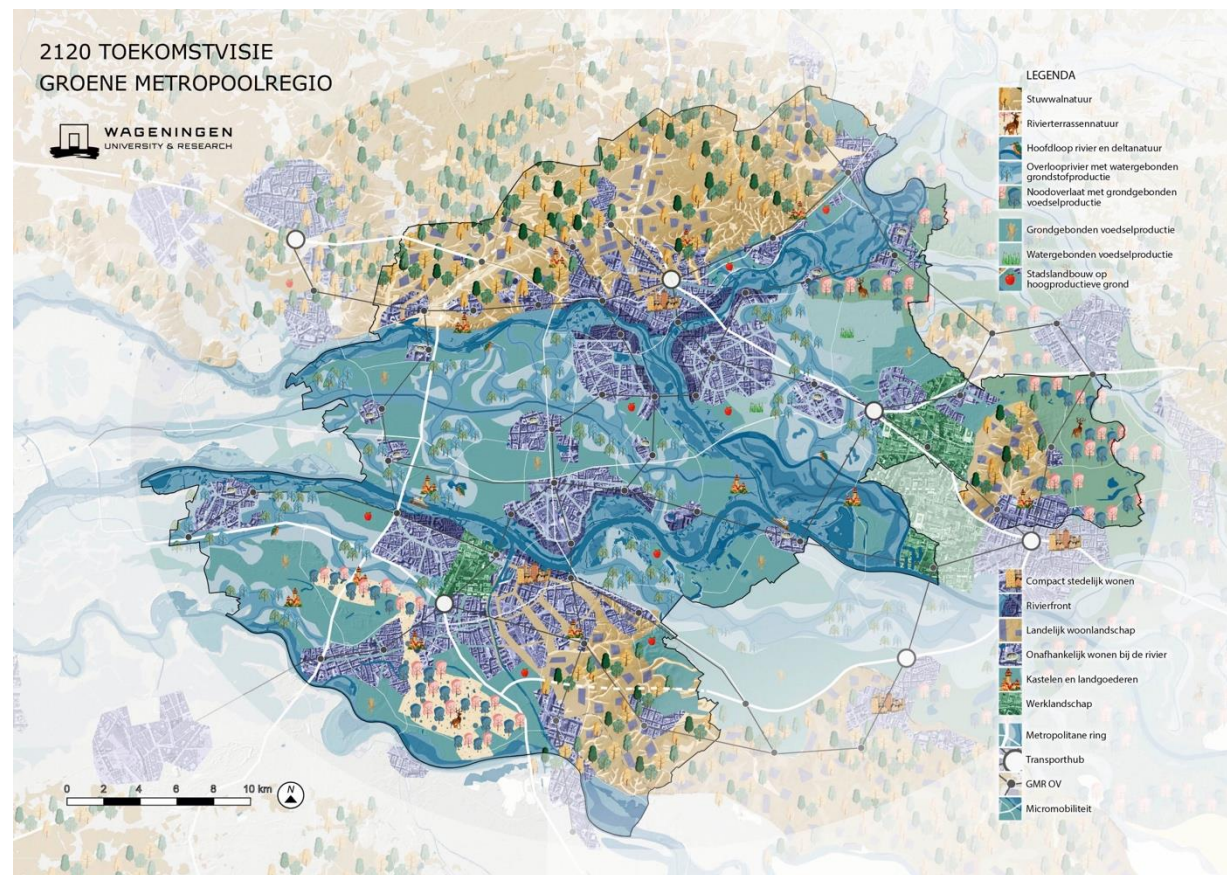 2120 TOEKOMSTVISIE
GROENE METROPOOLREGIO
WAGENINGEN
UNIVERSITY & RESEARCH
LEGENDA
Stuwwalnatuur
Rivierterrassennatuur
Hoofdloop rivier en deltanatuur
Overlooprivier met watergebonden
grondstofproductie
Noodoverlaat met grondgebonden
voedselproductie
Grondgebonden voedselproductie
Watergebonden voedselproductie
Stadslandbouw op
hoogproductieve grond
Compact stedelijk wonen
Rivierfront
Landelijk woonlandschap
Onafhankelijk wonen bij de rivier
Kastelen en landgoederen
Werklandschap
Metropolitane ring
Transporthub
GMR OV
Micromobiliteit
0 2 4 6 8 10 km
N